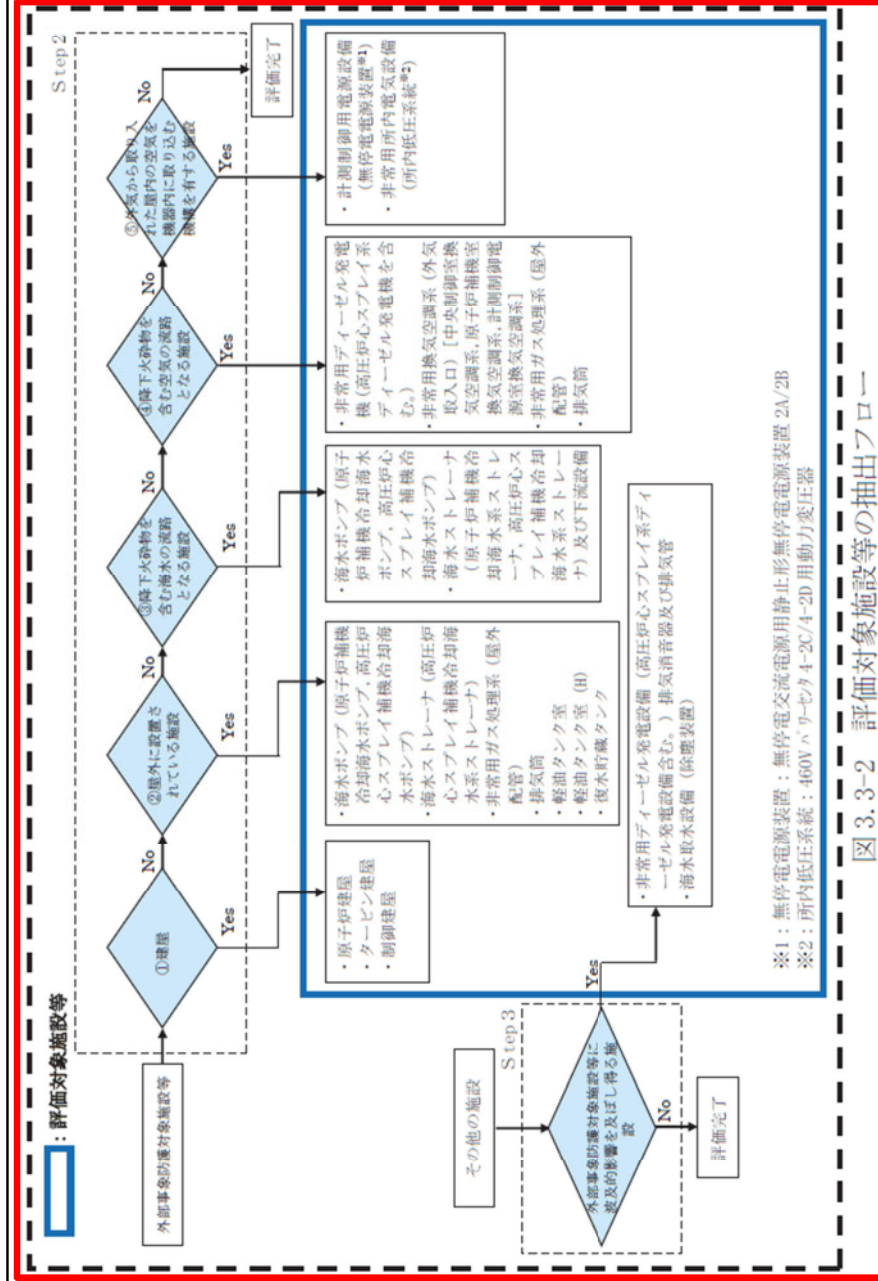 ：評価対象施設等
外部事象防護対象施設等
Step 2
①建屋
No
Yes
②屋外に設置さ
れている施設
No
Yes
③降下火砕物を
含む海水の流路
となる施設
No
Yes
④降下火砕物を
含む空気の流路
となる施設
No
Yes
⑤外気から取り入
れた屋内の空気を
機器内に取り込む
機構を有する施設
No
Yes
評価完了
・原子炉建屋
・タービン建屋
・制御建屋
・海水ポンプ（原子炉補機
冷却海水ポンプ，高圧炉
心スプレイ補機冷却海
水ポンプ）
・海水ストレーナ（高圧炉
心スプレイ補機冷却海
水系ストレーナ）
・非常用ガス処理系（屋外
配管）
・排気筒
・軽油タンク室
・軽油タンク室（H）
・復水貯蔵タンク
・海水ポンプ（原子
炉補機冷却海水
ポンプ，高圧炉心
スプレイ補機冷
却海水ポンプ）
・海水ストレーナ
（原子炉補機冷
却海水系ストレ
ーナ，高圧炉心ス
プレイ補機冷却
海水系ストレー
ナ）及び下流設備
・非常用ディーゼル発電
機（高圧炉心スプレイ系
ディーゼル発電機を含
む。）
・非常用換気空調系（外気
取入口）［中央制御室換
気空調系，原子炉補機室
換気空調系，計測制御電
源室換気空調系］
・非常用ガス処理系（屋外
配管）
・排気筒
・計測制御用電源設備
（無停電電源装置※1）
・非常用所内電気設備
（所内低圧系統※2）
その他の施設
Step 3
外部事象防護対象施設等に
波及的影響を及ぼし得る施
設
Yes
No
評価完了
・非常用ディーゼル発電設備（高圧炉心スプレイ系ディ
ーゼル発電設備含む。）排気消音器及び排気管
・海水取水設備（除塵装置）
※1：無停電電源装置：無停電交流電源用静止形無停電電源装置 2A/2B
※2：所内低圧系統：460V パワーセンタ 4-2C/4-2D 用動力変圧器
図 3.3-2　評価対象施設等の抽出フロー